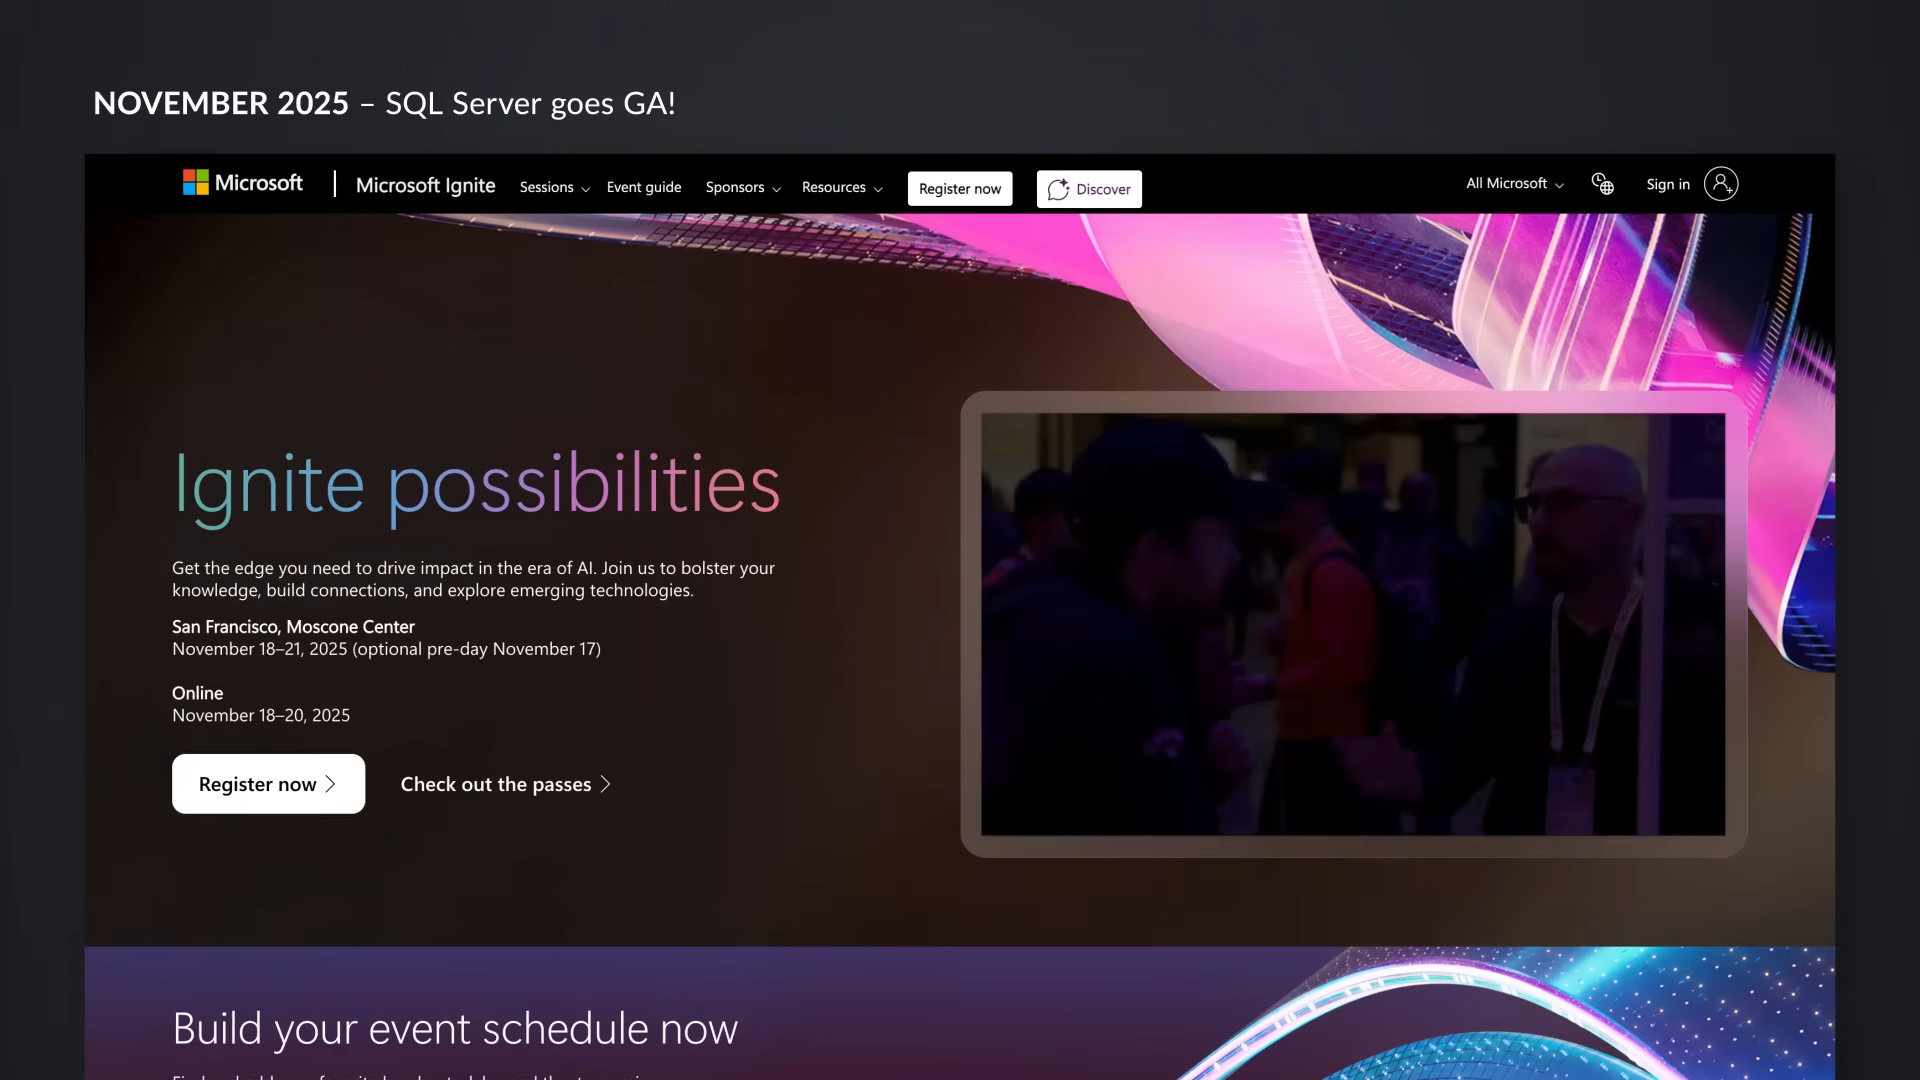 NOVEMBER 2025 – SQL Server goes GA!
Microsoft | Microsoft Ignite Sessions Event guide Sponsors Resources Register now Discover All Microsoft Sign in
Ignite possibilities
Get the edge you need to drive impact in the era of AI. Join us to bolster your
knowledge, build connections, and explore emerging technologies.
San Francisco, Moscone Center
November 18–21, 2025 (optional pre-day November 17)
Online
November 18–20, 2025
Register now
Check out the passes
Build your event schedule now